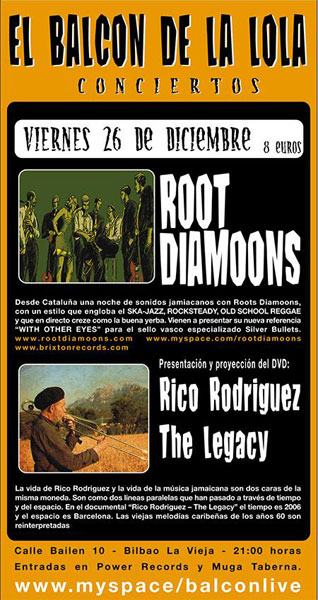 EL BALCON DE LA LOLA
CONCIERTOS
VIERNES 26 DE DICIEMBRE 8 EUROS
ROOT
DIAMOONS
Desde Cataluña una noche de sonidos jamiacanos con Roots Diamoons,
con un estilo que engloba el SKA-JAZZ, ROCKSTEADY, OLD SCHOOL REGGAE
y que en directo creze como la buena yerba. Vienen a presentar su nueva referencia
"WITH OTHER EYES" para el sello vasco especializado Silver Bullets.
www.rootdiamoons.com www.myspace.com/rootdiamoons
www.brixtonrecords.com
Presentación y proyección del DVD:
Rico Rodriguez
The Legacy
La vida de Rico Rodriguez y la vida de la música jamaicana son dos caras de la
misma moneda. Son como dos lineas paralelas que han pasado a través de tiempo
y del espacio. En el documental "Rico Rodriguez – The Legacy" el tiempo es 2006
y el espacio es Barcelona. Las viejas melodías caribeñas de los años 60 son
reinterpretadas
Calle Bailen 10 - Bilbao La Vieja - 21:00 horas
Entradas en Power Records y Muga Taberna.
www.myspace/balconlive